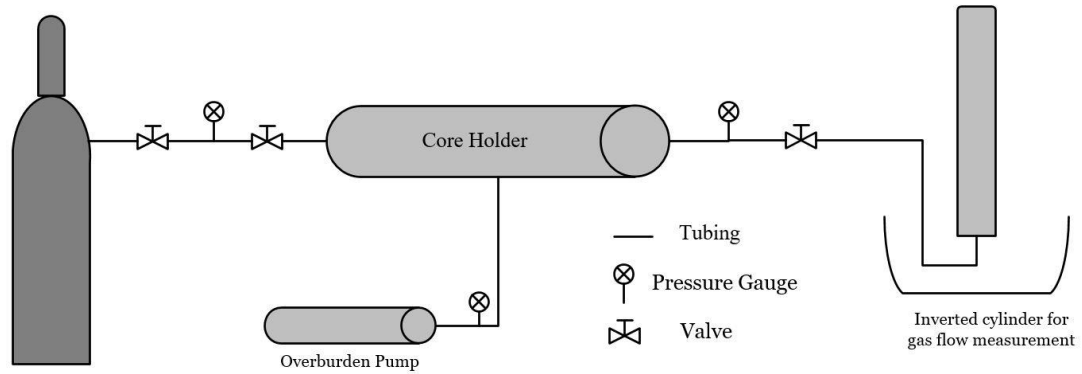 Core Holder
Tubing
Pressure Gauge
Valve
Overburden Pump
Inverted cylinder for
gas flow measurement